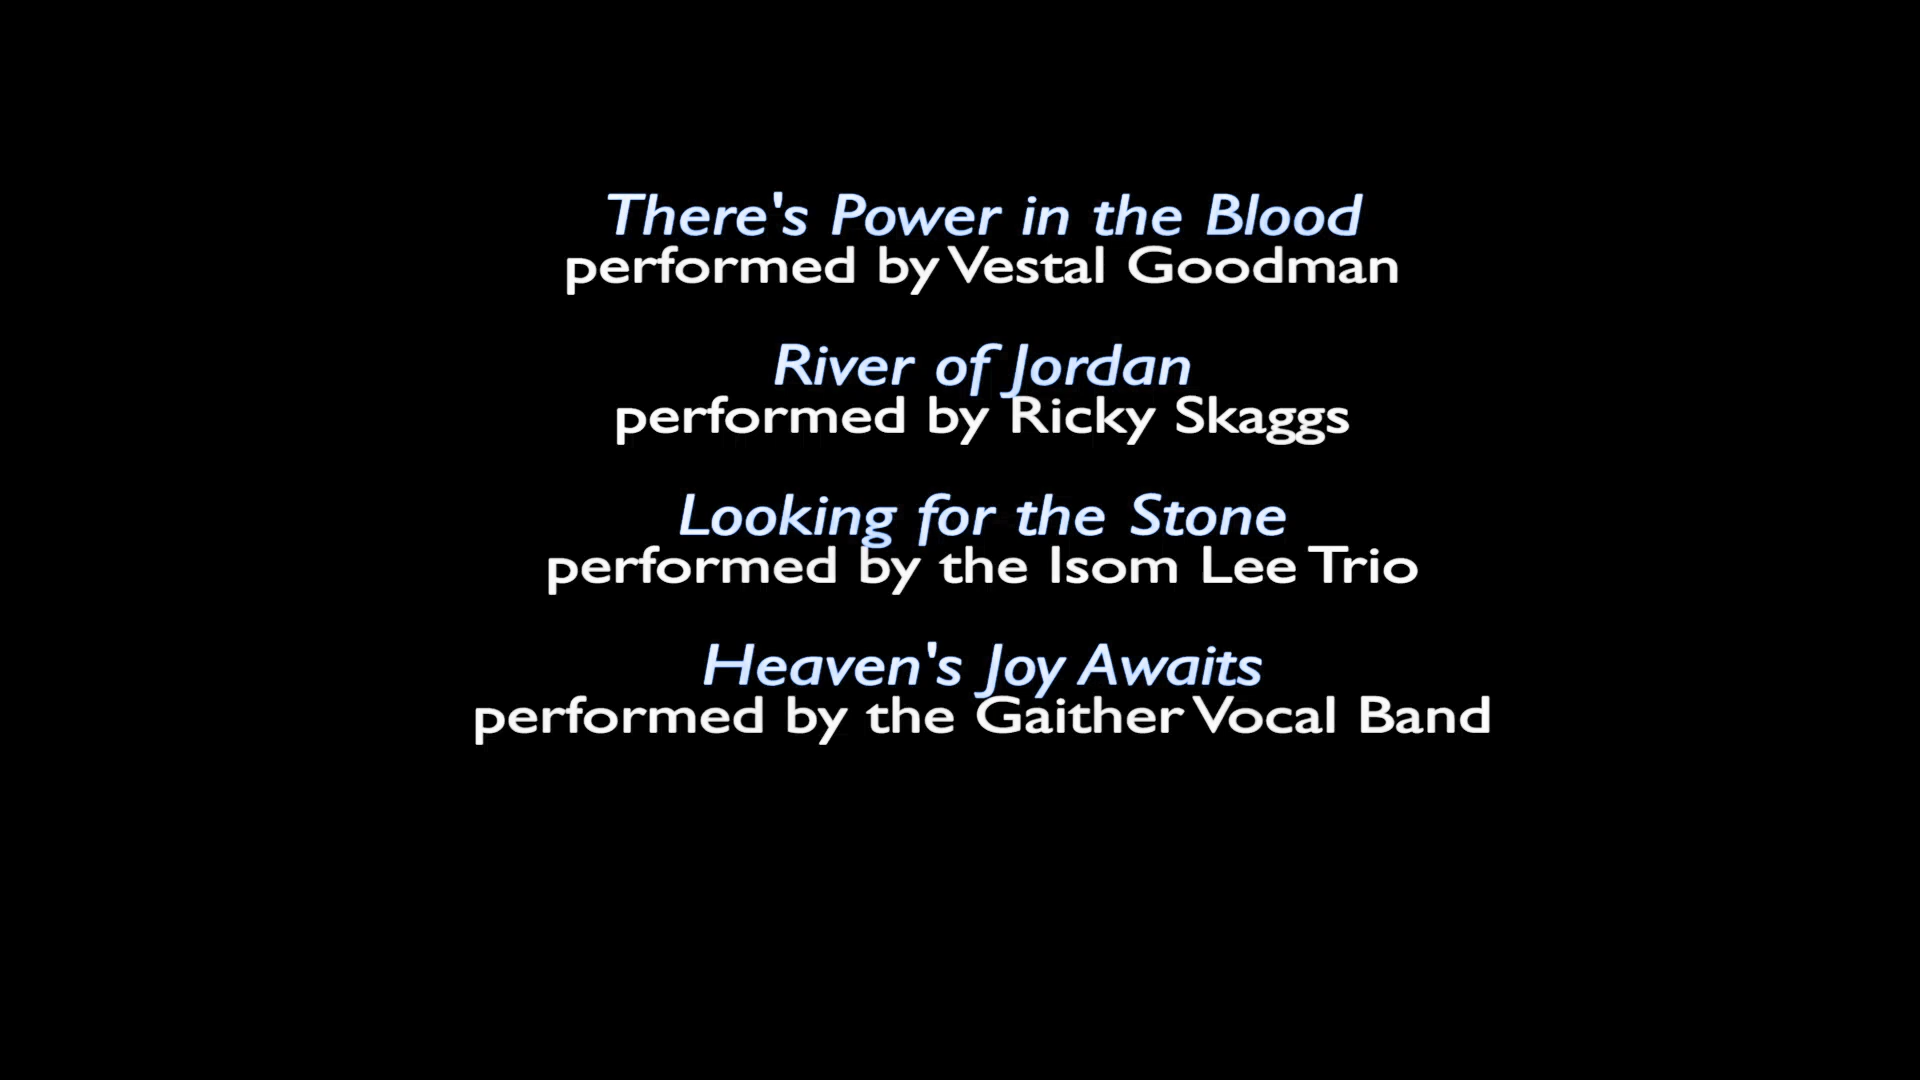 There's Power in the Blood
performed by Vestal Goodman
River of Jordan
performed by Ricky Skaggs
Looking for the Stone
performed by the Isom Lee Trio
Heaven's Joy Awaits
performed by the Gaither Vocal Band